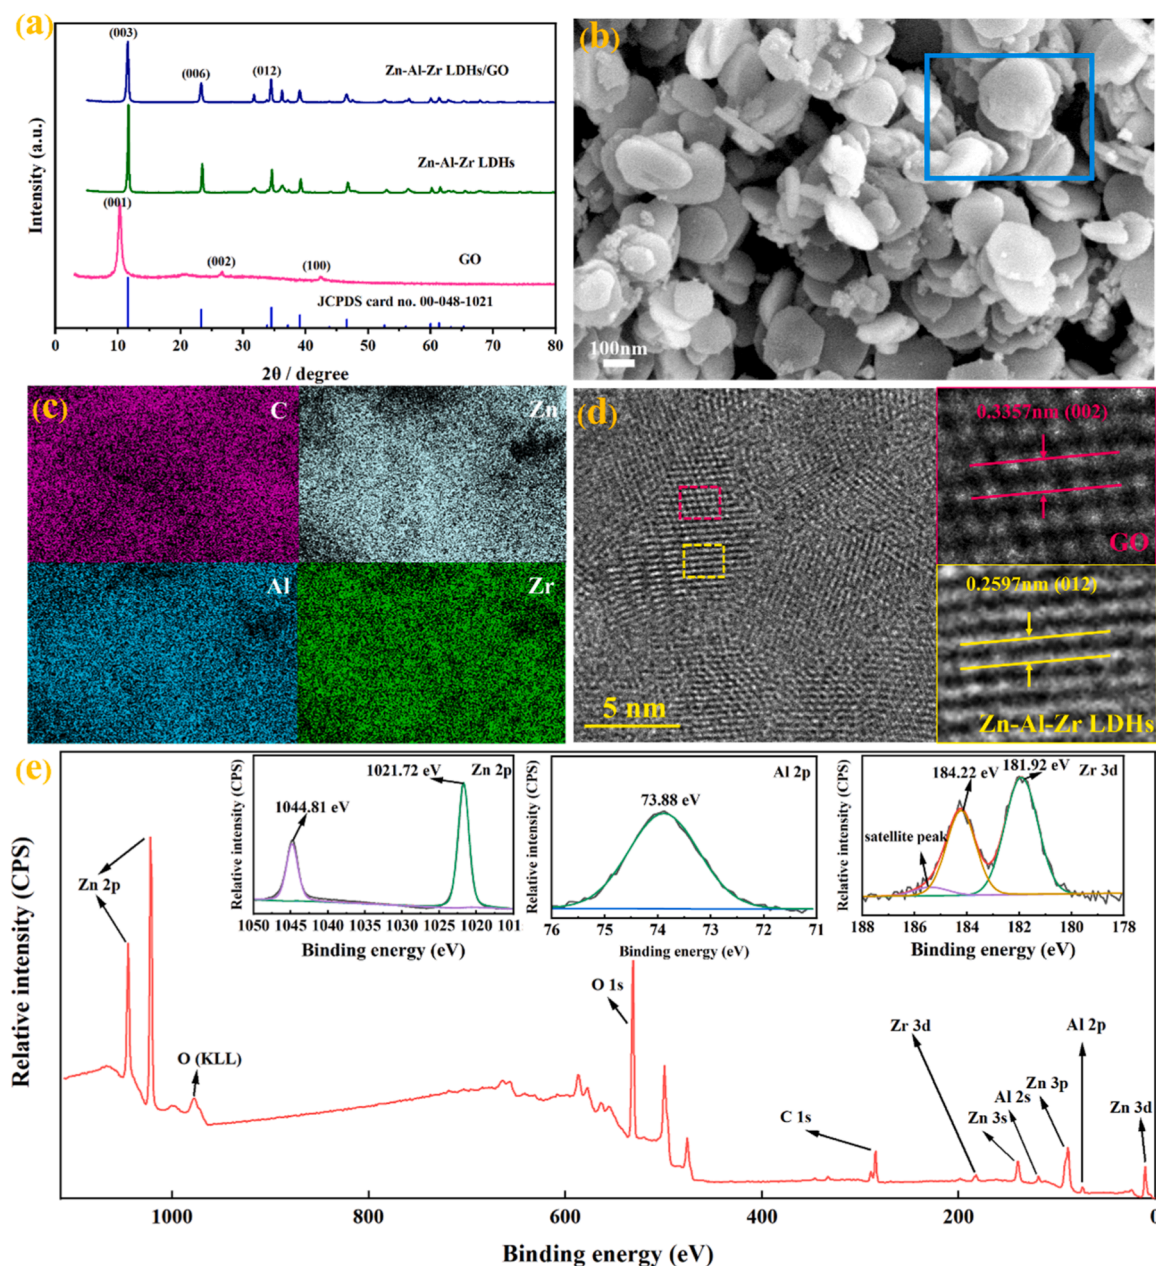 (a)
(003)
(006)
(012)
Zn-Al-Zr LDHs/GO
Zn-Al-Zr LDHs
(001)
(002)
(100)
GO
JCPDS card no. 00-048-1021
Intensity (a.u.)
0 10 20 30 40 50 60 70 80
2θ / degree
(b)
100nm
(c)
C
Zn
Al
Zr
(d)
5 nm
0.3357nm (002)
GO
0.2597nm (012)
Zn-Al-Zr LDHs
(e)
Relative intensity (CPS)
Zn 2p
O (KLL)
O 1s
C 1s
Zr 3d
Zn 3s
Al 2s
Zn 3p
Al 2p
Zn 3d
1000 600 400 200 0
Binding energy (eV)
Relative intensity (CPS)
Zn 2p
1021.72 eV
1044.81 eV
1050 1045 1040 1035 1030 1025 1020 101
Binding energy (eV)
Relative intensity (CPS)
Al 2p
73.88 eV
76 75 74 73 72 71
Binding energy (eV)
Relative intensity (CPS)
Zr 3d
181.92 eV
184.22 eV
satellite peak
188 186 184 182 180 178
Binding energy (eV)